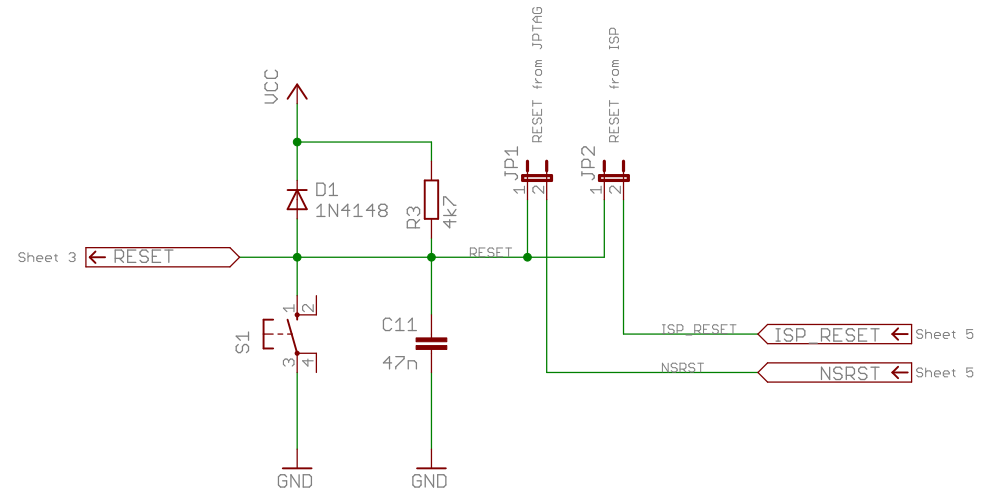 RESET from JPTAG
RESET from ISP
VCC
JP1
1
2
JP2
1
2
D1
1N4148
R3
4k7
Sheet 3
RESET
RESET
S1
1
2
3
4
C11
47n
ISP_RESET
ISP_RESET
Sheet 5
NSRST
NSRST
Sheet 5
GND
GND